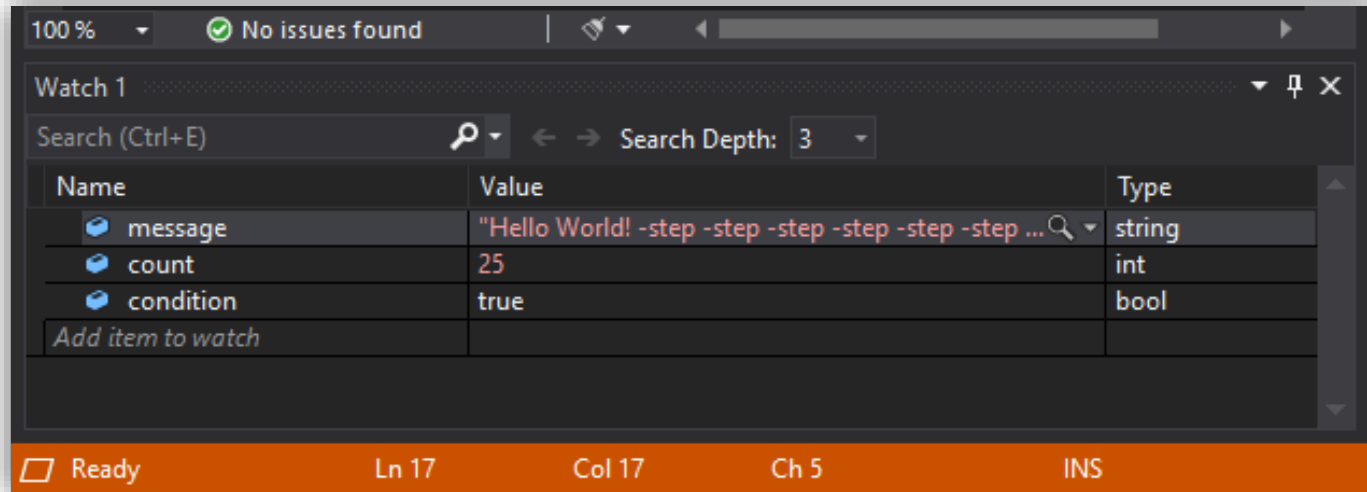 100 % No issues found
Watch 1
Search (Ctrl+E) Search Depth: 3
Name Value Type
message "Hello World! -step -step -step -step -step -step ... string
count 25 int
condition true bool
Add item to watch
Ready Ln 17 Col 17 Ch 5 INS